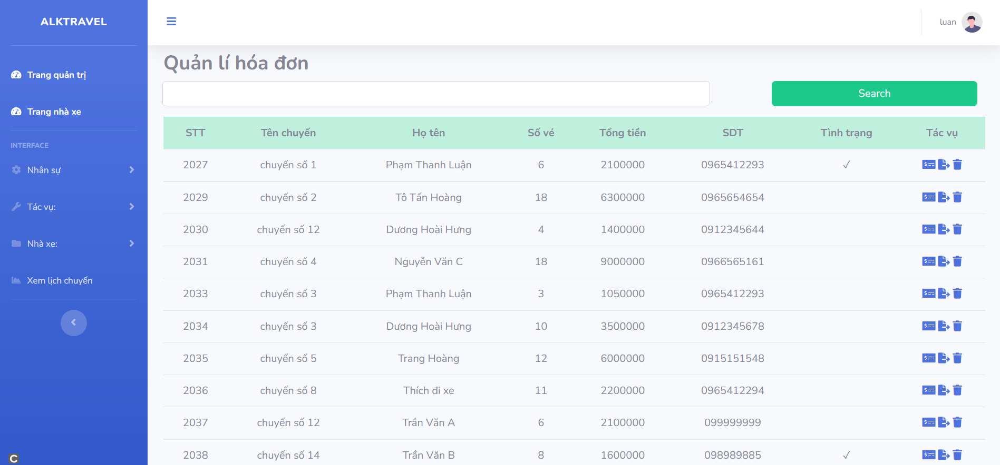 ALKTRAVEL
luan
Trang quản trị
Trang nhà xe
INTERFACE
Nhân sự
Tác vụ:
Nhà xe:
Xem lịch chuyến
Quản lí hóa đơn
Search
STT Tên chuyến Họ tên Số vé Tổng tiền SDT Tình trạng Tác vụ
2027 chuyến số 1 Phạm Thanh Luận 6 2100000 0965412293 ✓
2029 chuyến số 2 Tô Tấn Hoàng 18 6300000 0965654654
2030 chuyến số 12 Dương Hoài Hưng 4 1400000 0912345644
2031 chuyến số 4 Nguyễn Văn C 18 9000000 0966565161
2033 chuyến số 3 Phạm Thanh Luận 3 1050000 0965412293
2034 chuyến số 3 Dương Hoài Hưng 10 3500000 0912345678
2035 chuyến số 5 Trang Hoàng 12 6000000 0915151548
2036 chuyến số 8 Thích đi xe 11 2200000 0965412294
2037 chuyến số 12 Trần Văn A 6 2100000 099999999
2038 chuyến số 14 Trần Văn B 8 1600000 098989885 ✓
C